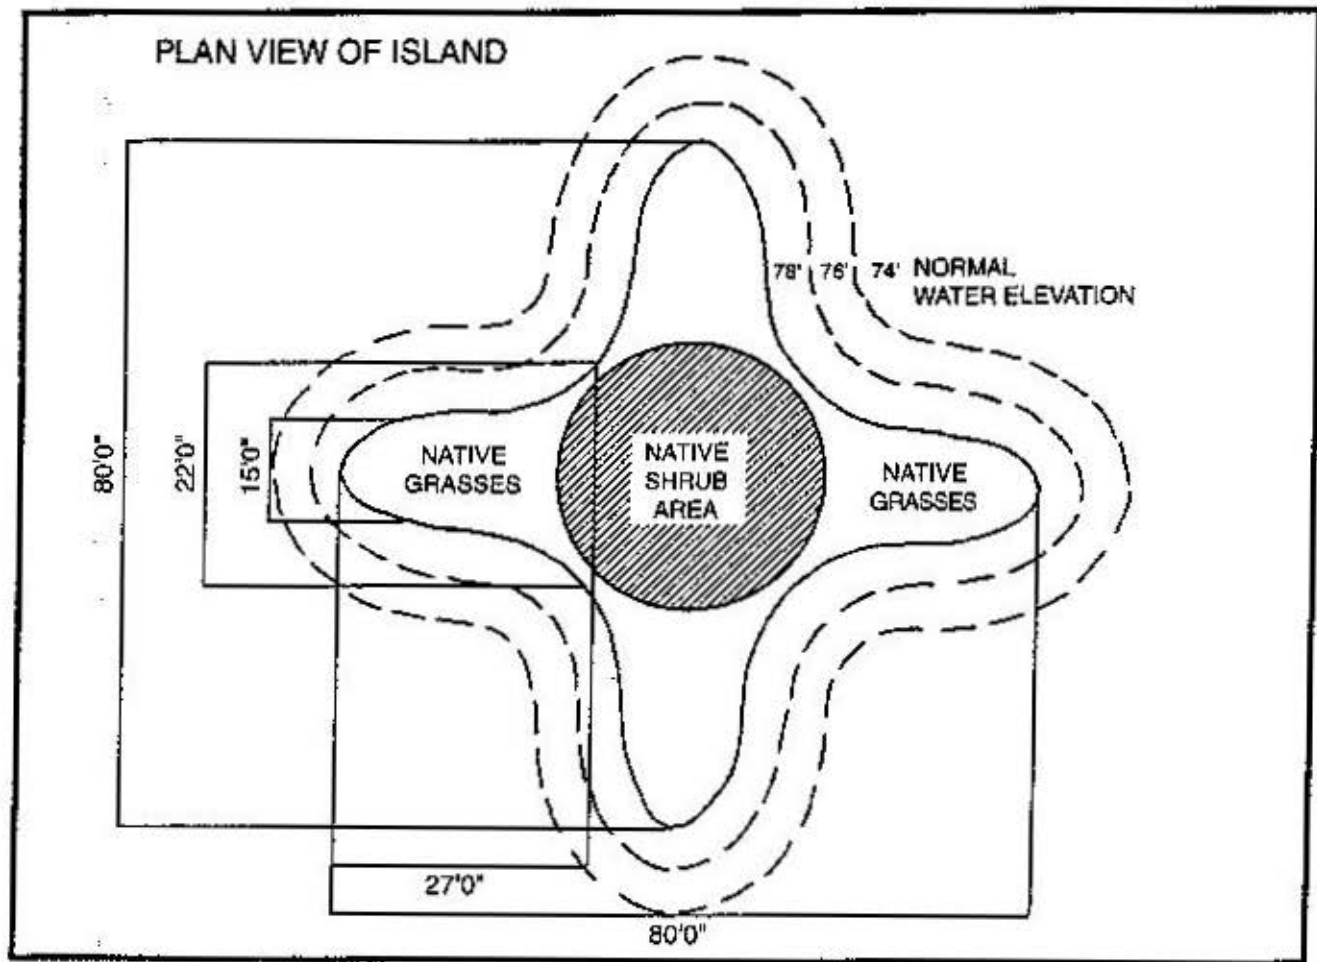 PLAN VIEW OF ISLAND
78' 76' 74' NORMAL
WATER ELEVATION
80'0"
22'0"
15'0"
NATIVE
GRASSES
NATIVE
SHRUB
AREA
NATIVE
GRASSES
27'0"
80'0"